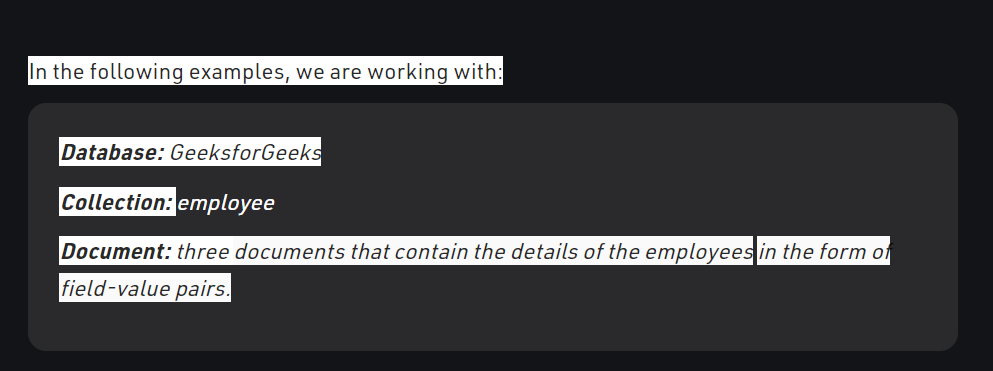 In the following examples, we are working with:
Database: GeeksforGeeks
Collection: employee
Document: three documents that contain the details of the employees in the form of
field-value pairs.